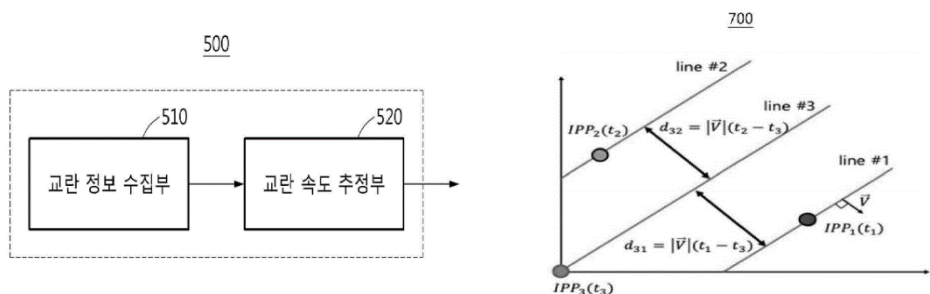 500
510
520
교란 정보 수집부
교란 속도 추정부
700
line #2
line #3
line #1
IPP₂(t₂)
d₃₂ = |V⃗|(t₂ − t₃)
V⃗
IPP₁(t₁)
d₃₁ = |V⃗|(t₁ − t₃)
IPP₃(t₃)